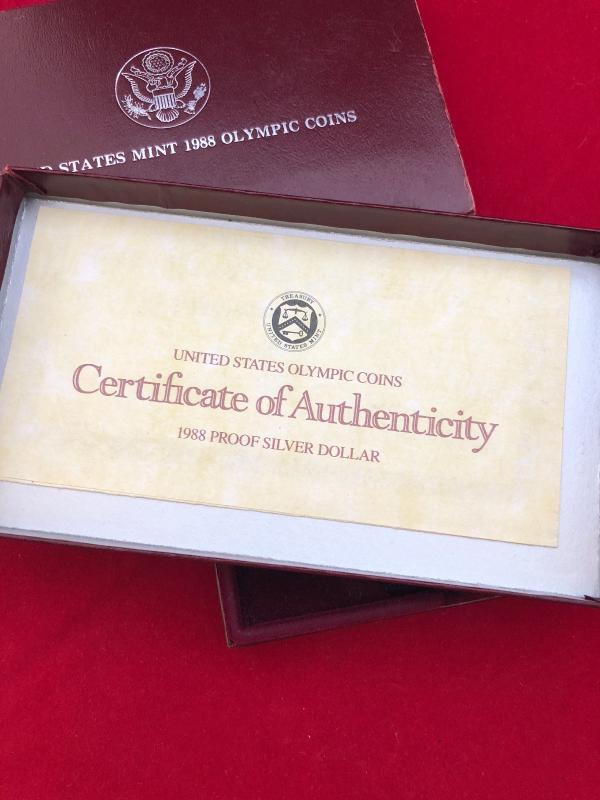 STATES MINT 1988 OLYMPIC COINS
TREASURY
UNITED STATES MINT
UNITED STATES OLYMPIC COINS
Certificate of Authenticity
1988 PROOF SILVER DOLLAR